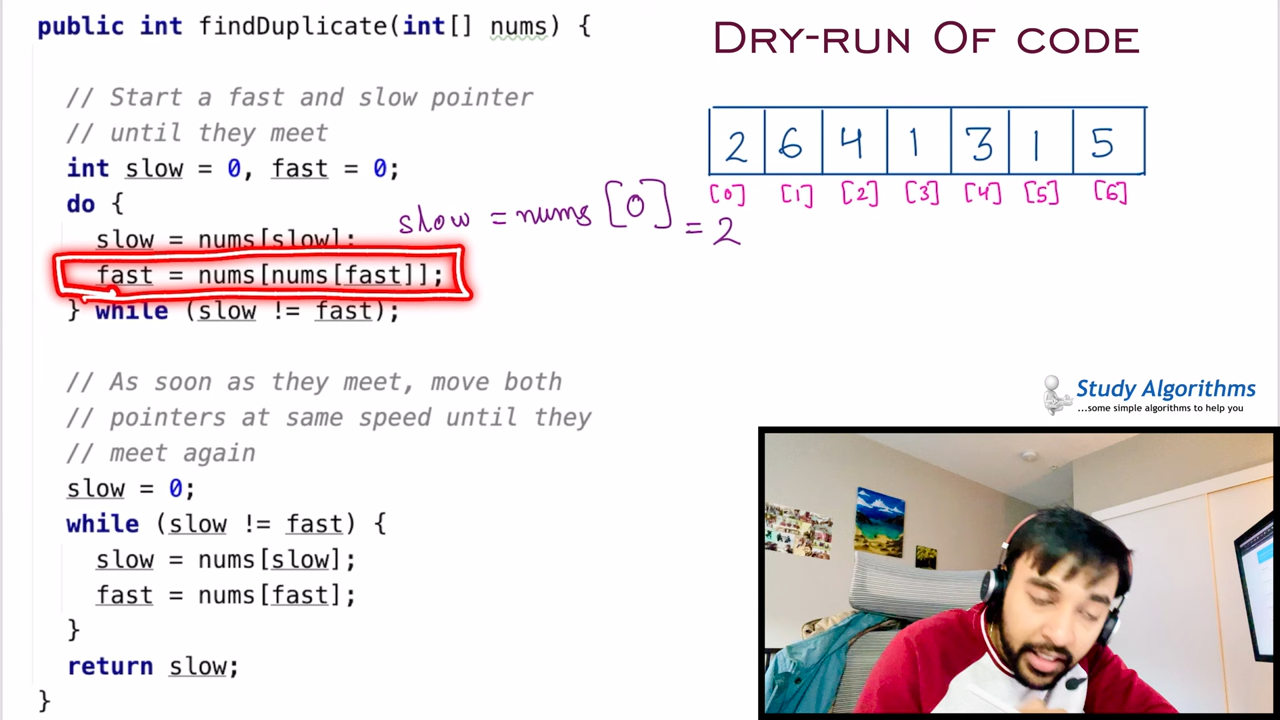 public int findDuplicate(int[] nums) {
DRY-RUN OF CODE
// Start a fast and slow pointer
// until they meet
int slow = 0, fast = 0;
do {
slow = nums[slow];
fast = nums[nums[fast]];
} while (slow != fast);
slow = nums [0] = 2
2 6 4 1 3 1 5
[0] [1] [2] [3] [4] [5] [6]
// As soon as they meet, move both
// pointers at same speed until they
// meet again
slow = 0;
while (slow != fast) {
slow = nums[slow];
fast = nums[fast];
}
return slow;
}
Study Algorithms
...some simple algorithms to help you